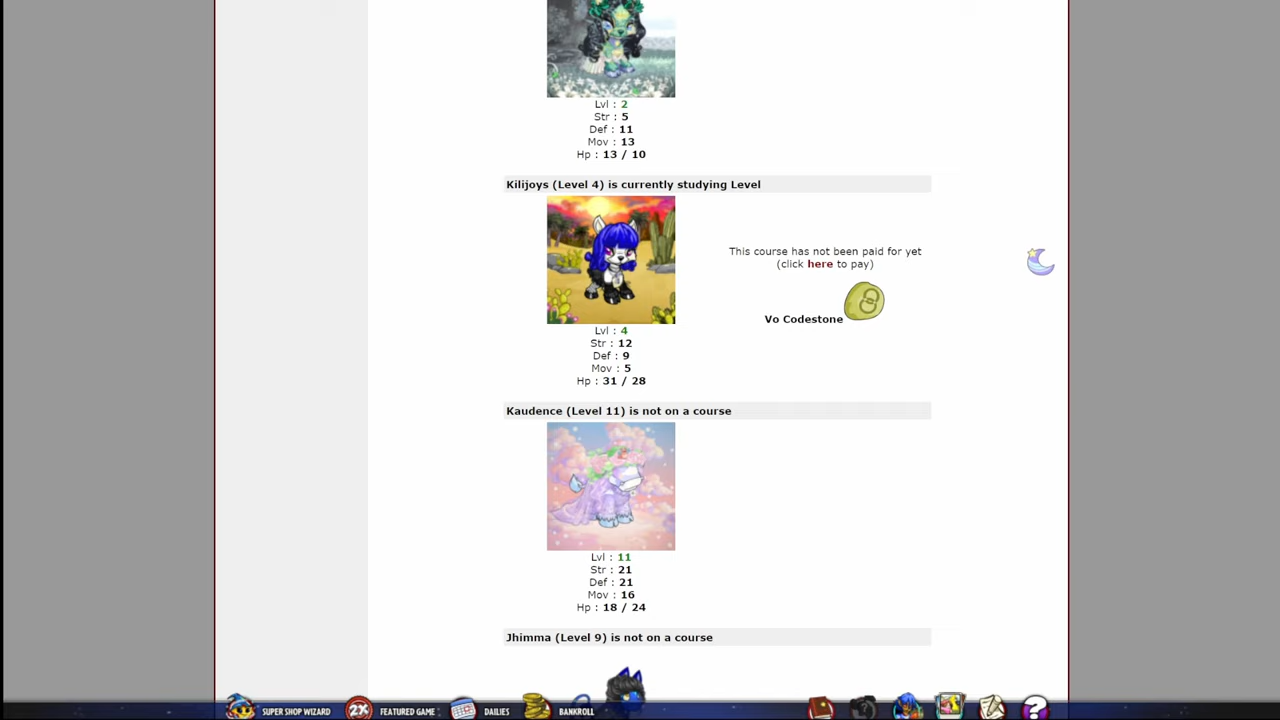 Lvl : 2
Str : 5
Def : 11
Mov : 13
Hp : 13 / 10
Kilijoys (Level 4) is currently studying Level
This course has not been paid for yet
(click here to pay)
Vo Codestone
Lvl : 4
Str : 12
Def : 9
Mov : 5
Hp : 31 / 28
Kaudence (Level 11) is not on a course
Lvl : 11
Str : 21
Def : 21
Mov : 16
Hp : 18 / 24
Jhimma (Level 9) is not on a course
SUPER SHOP WIZARD 2X FEATURED GAME DAILIES BANKROLL